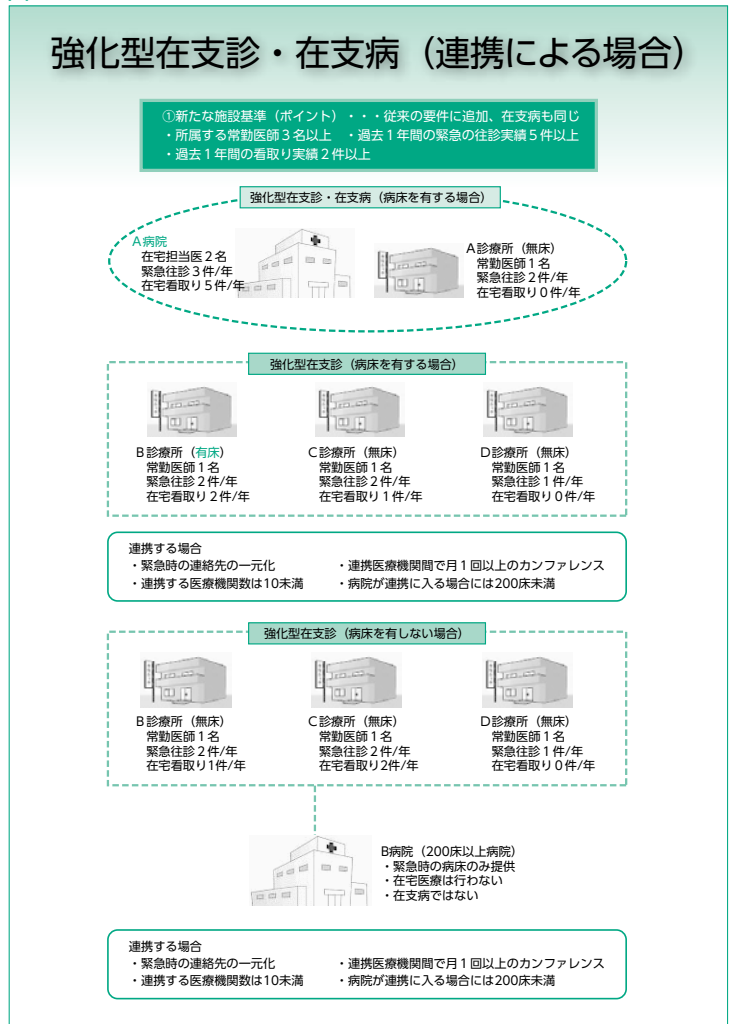 強化型在支診・在支病（連携による場合）
①新たな施設基準（ポイント）・・・従来の要件に追加、在支病も同じ
・所属する常勤医師３名以上　・過去１年間の緊急の往診実績５件以上
・過去１年間の看取り実績２件以上
強化型在支診・在支病（病床を有する場合）
Ａ病院
在宅担当医２名
緊急往診３件/年
在宅看取り５件/年
Ａ診療所（無床）
常勤医師１名
緊急往診２件/年
在宅看取り０件/年
強化型在支診（病床を有する場合）
Ｂ診療所（有床）
常勤医師１名
緊急往診２件/年
在宅看取り２件/年
Ｃ診療所（無床）
常勤医師１名
緊急往診２件/年
在宅看取り１件/年
Ｄ診療所（無床）
常勤医師１名
緊急往診１件/年
在宅看取り０件/年
連携する場合
・緊急時の連絡先の一元化　・連携医療機関間で月１回以上のカンファレンス
・連携する医療機関数は10未満　・病院が連携に入る場合には200床未満
強化型在支診（病床を有しない場合）
Ｂ診療所（無床）
常勤医師１名
緊急往診２件/年
在宅看取り1件/年
Ｃ診療所（無床）
常勤医師１名
緊急往診２件/年
在宅看取り2件/年
Ｄ診療所（無床）
常勤医師１名
緊急往診１件/年
在宅看取り０件/年
B病院（200床以上病院）
・緊急時の病床のみ提供
・在宅医療は行わない
・在支病ではない
連携する場合
・緊急時の連絡先の一元化　・連携医療機関間で月１回以上のカンファレンス
・連携する医療機関数は10未満　・病院が連携に入る場合には200床未満